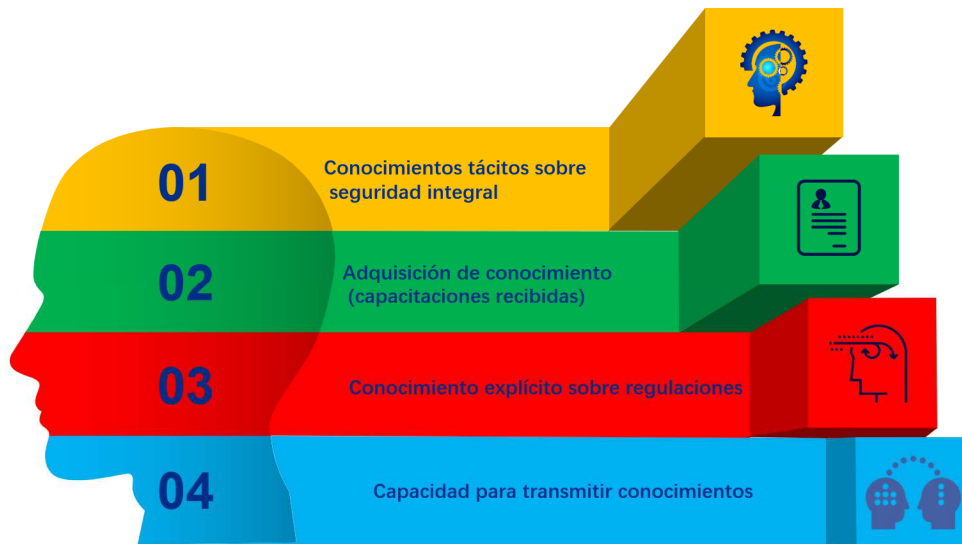 01
Conocimientos tácitos sobre
seguridad integral
02
Adquisición de conocimiento
(capacitaciones recibidas)
03
Conocimiento explícito sobre regulaciones
04
Capacidad para transmitir conocimientos